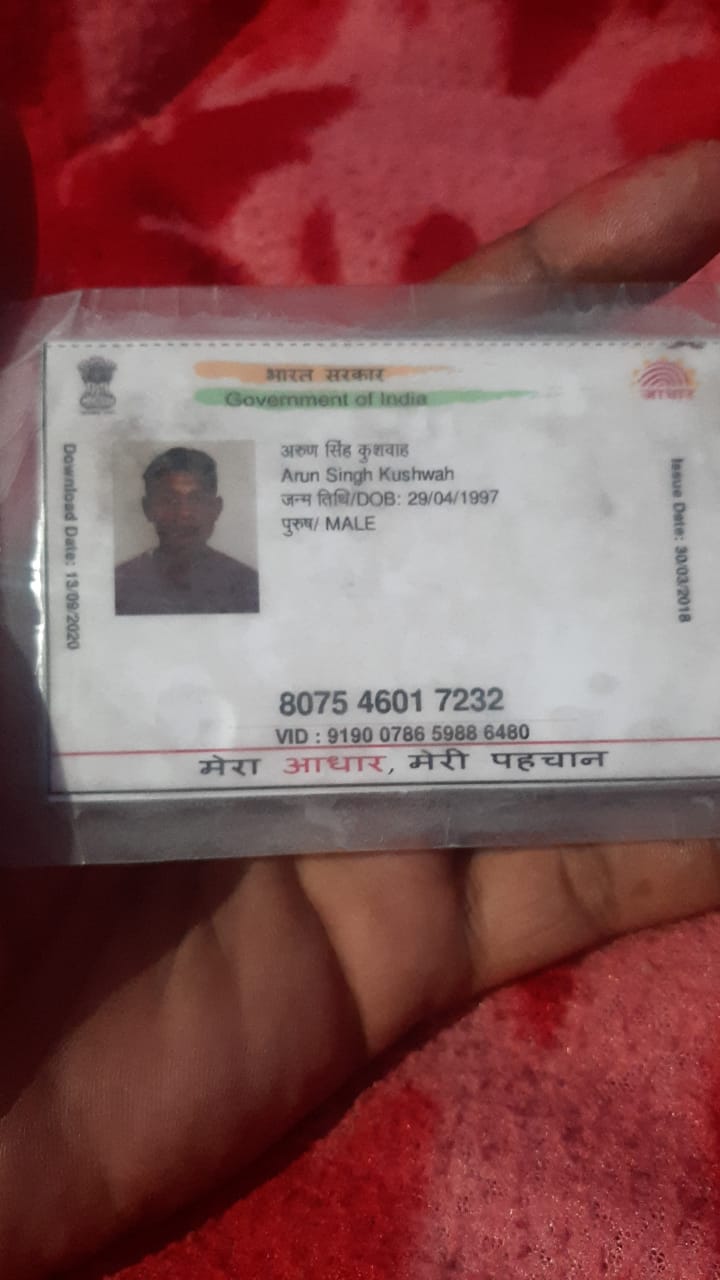 भारत सरकार
Government of India
आधार
अरुण सिंह कुशवाह
Arun Singh Kushwah
जन्म तिथि/DOB: 29/04/1997
पुरुष/ MALE
Download Date: 13/09/2020
Issue Date: 30/03/2018
8075 4601 7232
VID : 9190 0786 5988 6480
मेरा आधार, मेरी पहचान